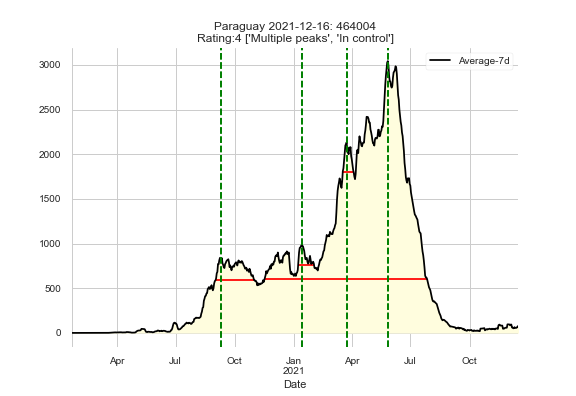 Paraguay 2021-12-16: 464004
Rating:4 ['Multiple peaks', 'In control']
Average-7d
3000
2500
2000
1500
1000
500
0
Apr
Jul
Oct
Jan
2021
Apr
Jul
Oct
Date